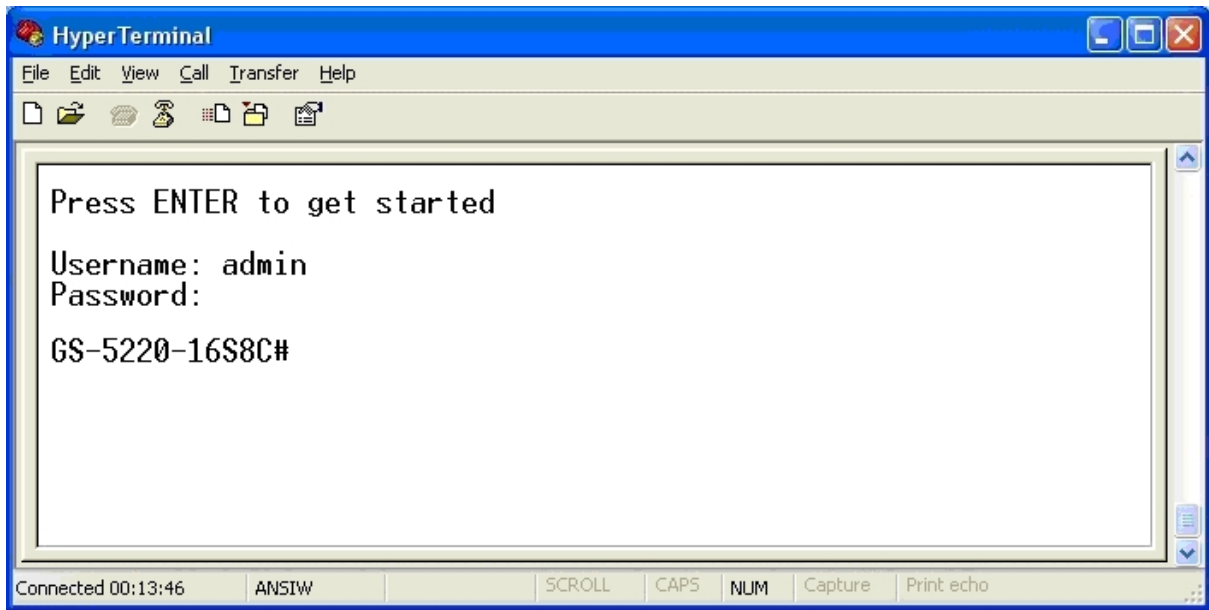 HyperTerminal
File Edit View Call Transfer Help
Press ENTER to get started
Username: admin
Password:
GS-5220-16S8C#
Connected 00:13:46 ANSIW SCROLL CAPS NUM Capture Print echo